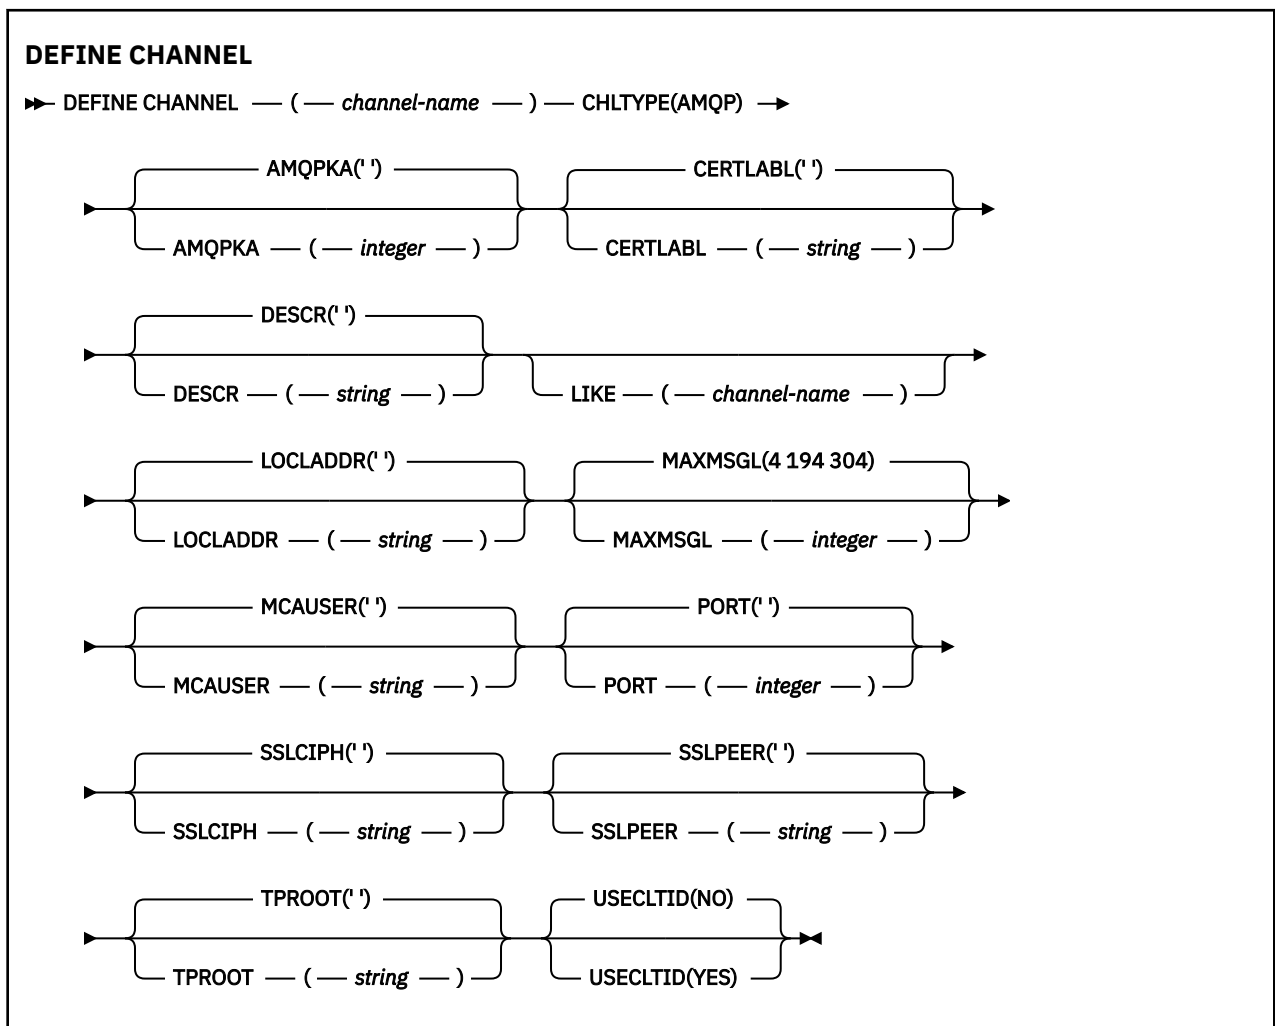 DEFINE CHANNEL
DEFINE CHANNEL ( channel-name ) CHLTYPE(AMQP)
AMQPKA(' ') CERTLABL(' ')
AMQPKA ( integer ) CERTLABL ( string )
DESCR(' ')
DESCR ( string ) LIKE ( channel-name )
LOCLADDR(' ') MAXMSGL(4 194 304)
LOCLADDR ( string ) MAXMSGL ( integer )
MCAUSER(' ') PORT(' ')
MCAUSER ( string ) PORT ( integer )
SSLCIPH(' ') SSLPEER(' ')
SSLCIPH ( string ) SSLPEER ( string )
TPROOT(' ') USECLTID(NO)
TPROOT ( string ) USECLTID(YES)